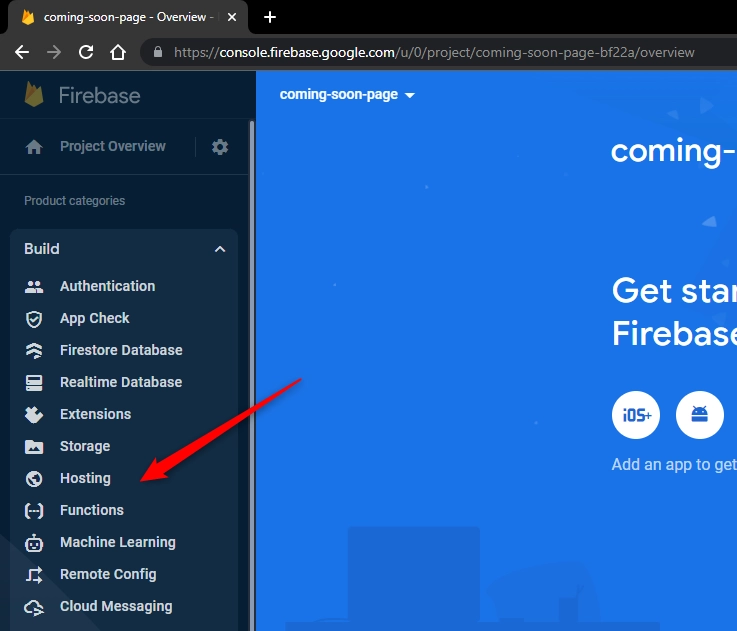 coming-soon-page - Overview -
https://console.firebase.google.com/u/0/project/coming-soon-page-bf22a/overview
Firebase
Project Overview
Product categories
Build
Authentication
App Check
Firestore Database
Realtime Database
Extensions
Storage
Hosting
Functions
Machine Learning
Remote Config
Cloud Messaging
coming-soon-page
coming-
Get star
Firebase
iOS+
Add an app to get